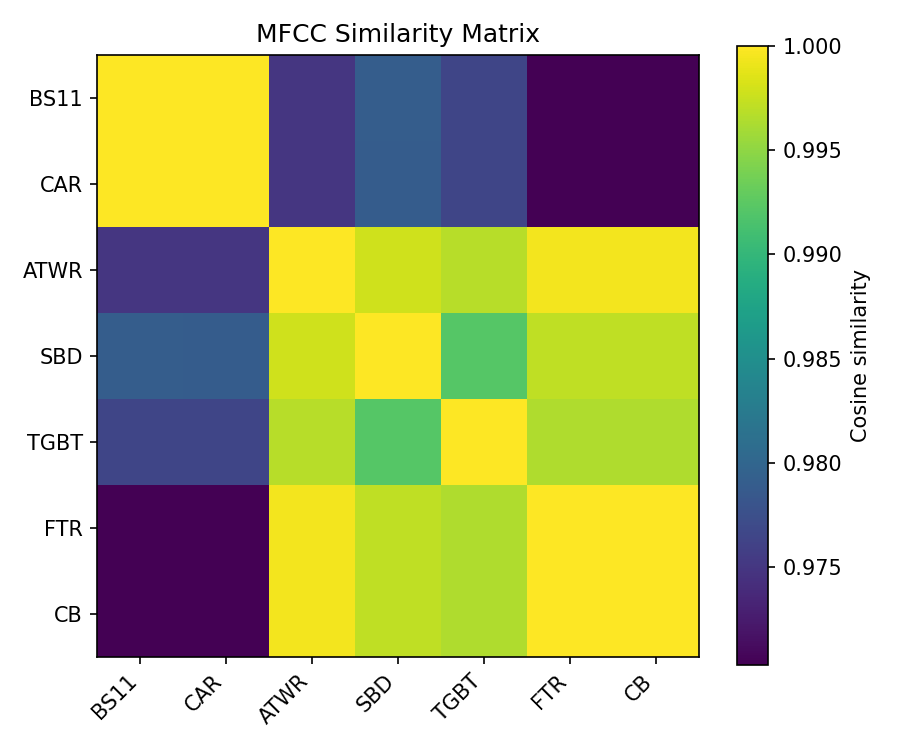 MFCC Similarity Matrix
BS11
CAR
ATWR
SBD
TGBT
FTR
CB
BS11
CAR
ATWR
SBD
TGBT
FTR
CB
1.000
0.995
0.990
0.985
0.980
0.975
Cosine similarity